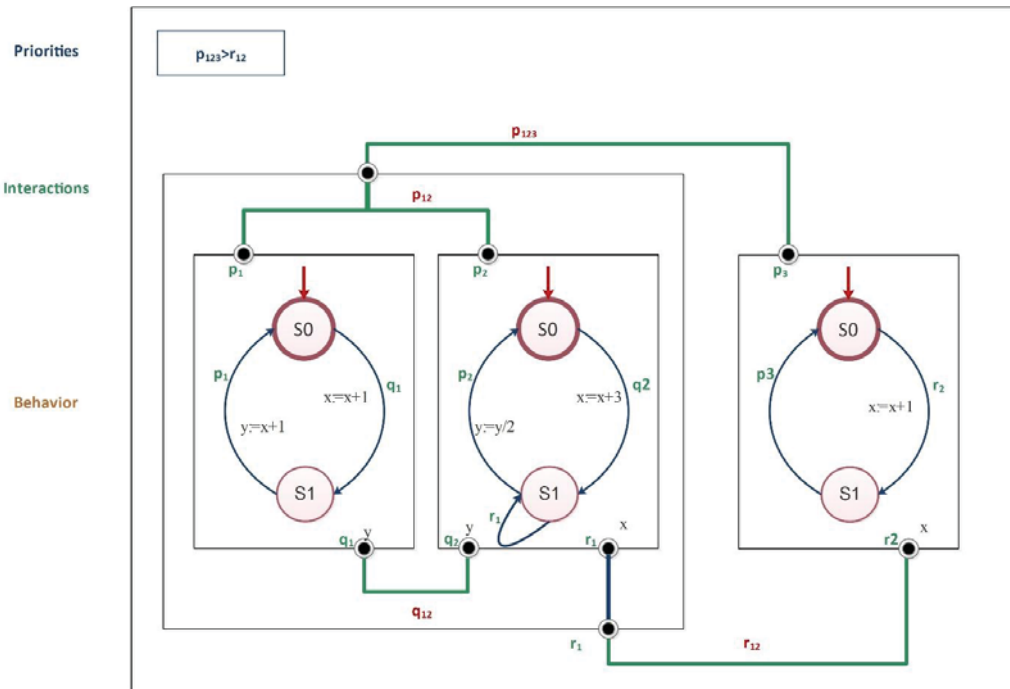 Priorities
p₁₂₃>r₁₂
p₁₂₃
Interactions
p₁₂
p₁
p₂
p₃
S0
S0
S0
p₁
q₁
p₂
q2
p3
r₂
x:=x+1
x:=x+3
x:=x+1
Behavior
y:=x+1
y:=y/2
S1
S1
S1
r₁
y
y
x
x
q₁
q₂
r₁
r2
q₁₂
r₁
r₁₂